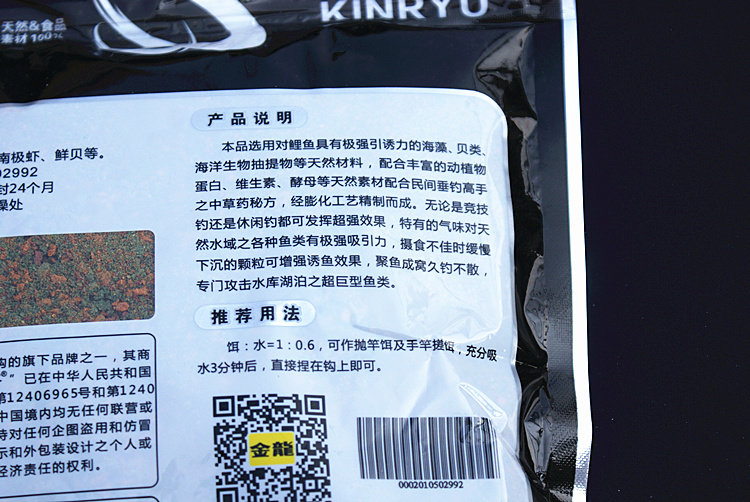 KINRYU
天然&食品
素材 100%
南极虾、鲜贝等。
02992
封24个月
燥处
产品说明
本品选用对鲤鱼具有极强引诱力的海藻、贝类、
海洋生物抽提物等天然材料，配合丰富的动植物
蛋白、维生素、酵母等天然素材配合民间垂钓高手
之中草药秘方，经膨化工艺精制而成。无论是竞技
钓还是休闲钓都可发挥超强效果，特有的气味对天
然水域之各种鱼类有极强吸引力，摄食不佳时缓慢
下沉的颗粒可增强诱鱼效果，聚鱼成窝久钓不散，
专门攻击水库湖泊之超巨型鱼类。
推荐用法
饵：水=1：0.6，可作抛竿饵及手竿搓饵，充分吸
水3分钟后，直接捏在钩上即可。
构的旗下品牌之一，其商
®"已在中华人民共和国
第12406965号和第1240
中国境内均无任何联营或
待对任何企图盗用和仿冒
示和外包装设计之个人或
经济责任的权利。
金龍
0002010502992